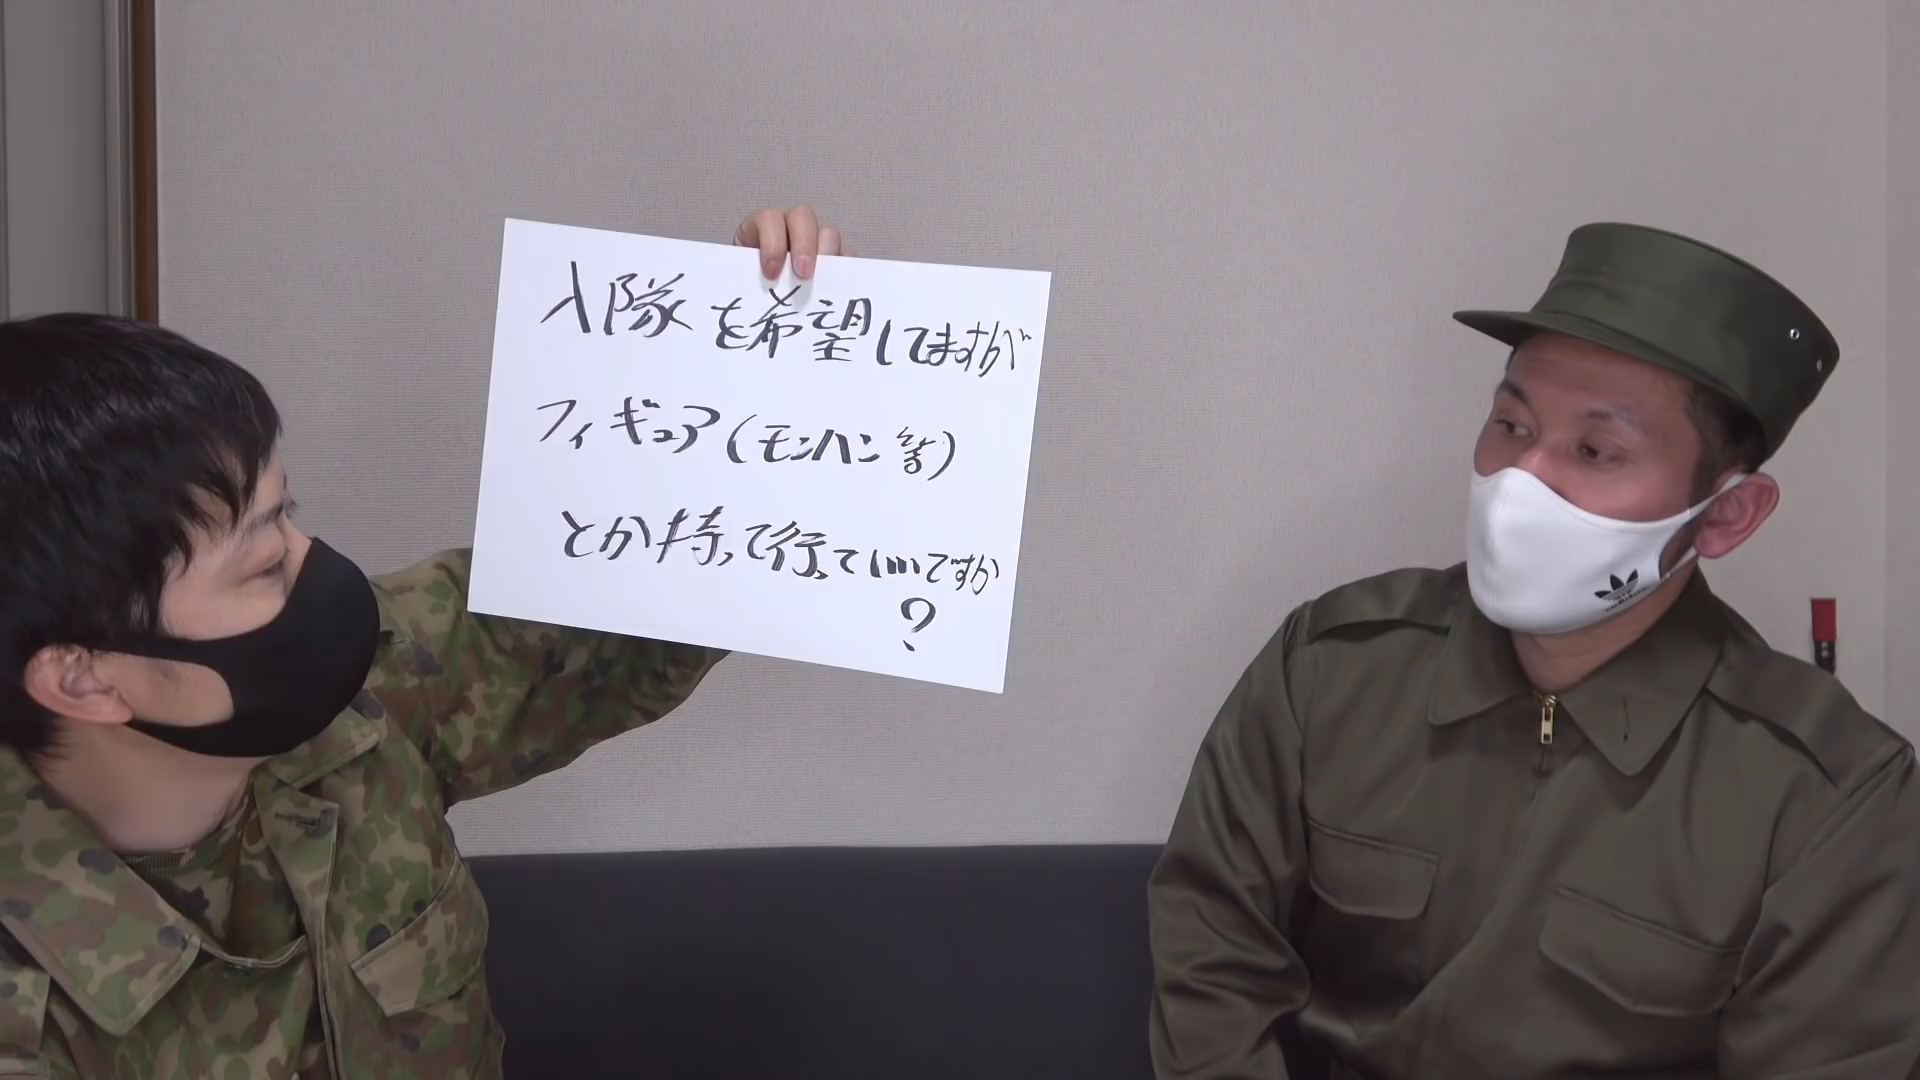 入隊を希望してますが
フィギュア(モンハン等)
とか持って行っていいですか
?
adidas